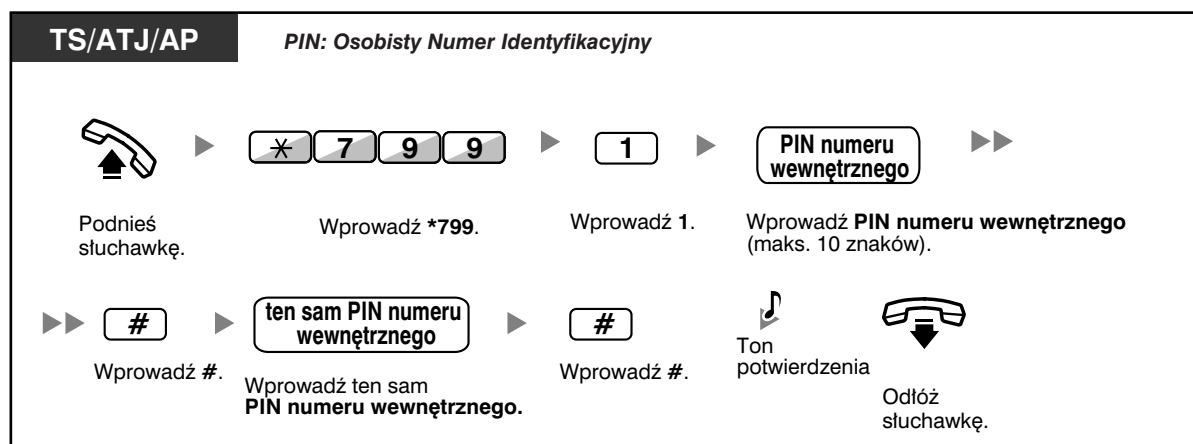 TS/ATJ/AP
PIN: Osobisty Numer Identyfikacyjny
* 7 9 9
1
PIN numeru
wewnętrznego
Podnieś
słuchawkę.
Wprowadź *799.
Wprowadź 1.
Wprowadź PIN numeru wewnętrznego
(maks. 10 znaków).
#
ten sam PIN numeru
wewnętrznego
#
Wprowadź #.
Wprowadź ten sam
PIN numeru wewnętrznego.
Wprowadź #.
Ton
potwierdzenia
Odłóż
słuchawkę.